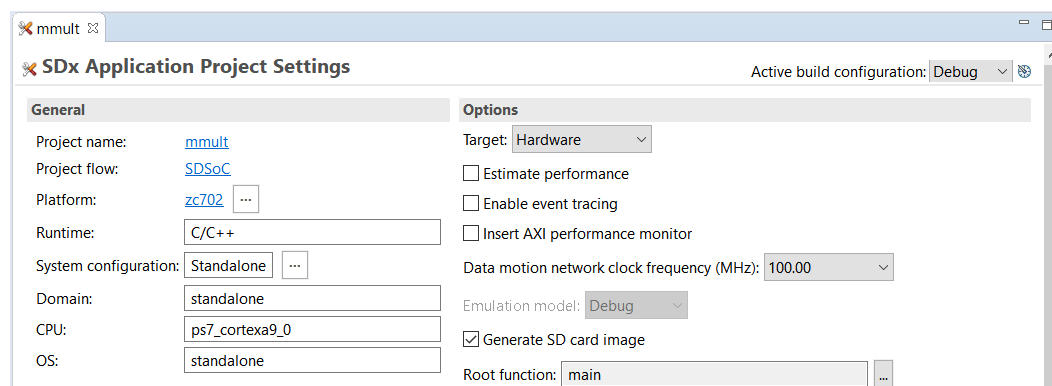 mmult
SDx Application Project Settings
Active build configuration: Debug
General
Project name: mmult
Project flow: SDSoC
Platform: zc702 ...
Runtime: C/C++
System configuration: Standalone ...
Domain: standalone
CPU: ps7_cortexa9_0
OS: standalone
Options
Target: Hardware
Estimate performance
Enable event tracing
Insert AXI performance monitor
Data motion network clock frequency (MHz): 100.00
Emulation model: Debug
Generate SD card image
Root function: main ...